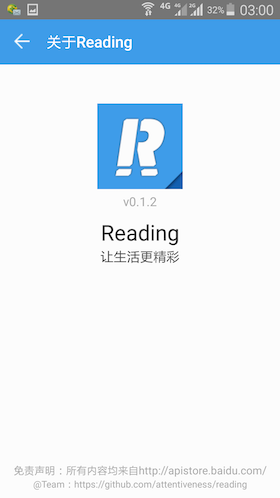 4G 2G 32% 03:00
关于Reading
R
v0.1.2
Reading
让生活更精彩
免责声明：所有内容均来自http://apistore.baidu.com/
@Team：https://github.com/attentiveness/reading